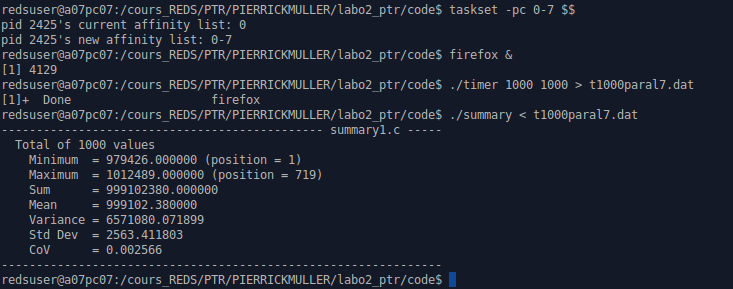 redsuser@a07pc07:/cours_REDS/PTR/PIERRICKMULLER/labo2_ptr/code$ taskset -pc 0-7 $$
pid 2425's current affinity list: 0
pid 2425's new affinity list: 0-7
redsuser@a07pc07:/cours_REDS/PTR/PIERRICKMULLER/labo2_ptr/code$ firefox &
[1] 4129
redsuser@a07pc07:/cours_REDS/PTR/PIERRICKMULLER/labo2_ptr/code$ ./timer 1000 1000 > t1000paral7.dat
[1]+  Done                    firefox
redsuser@a07pc07:/cours_REDS/PTR/PIERRICKMULLER/labo2_ptr/code$ ./summary < t1000paral7.dat
---------------------------------------------- summary1.c -----
  Total of 1000 values
    Minimum  = 979426.000000 (position = 1)
    Maximum  = 1012489.000000 (position = 719)
    Sum      = 999102380.000000
    Mean     = 999102.380000
    Variance = 6571080.071899
    Std Dev  = 2563.411803
    CoV      = 0.002566
---------------------------------------------------------------
redsuser@a07pc07:/cours_REDS/PTR/PIERRICKMULLER/labo2_ptr/code$